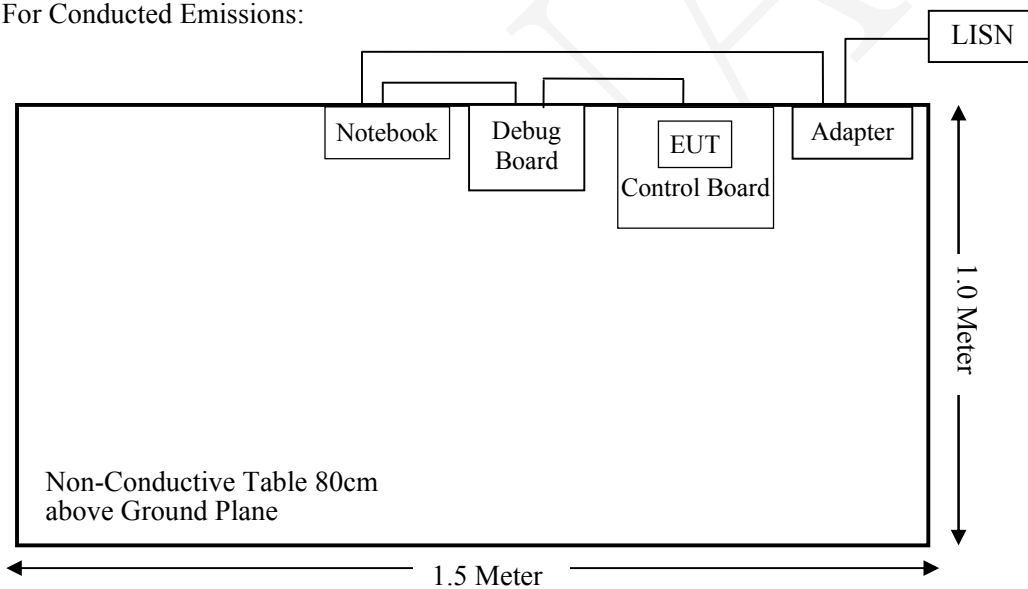 For Conducted Emissions:
LISN
Notebook
Debug
Board
EUT
Control Board
Adapter
1.0 Meter
Non-Conductive Table 80cm
above Ground Plane
1.5 Meter